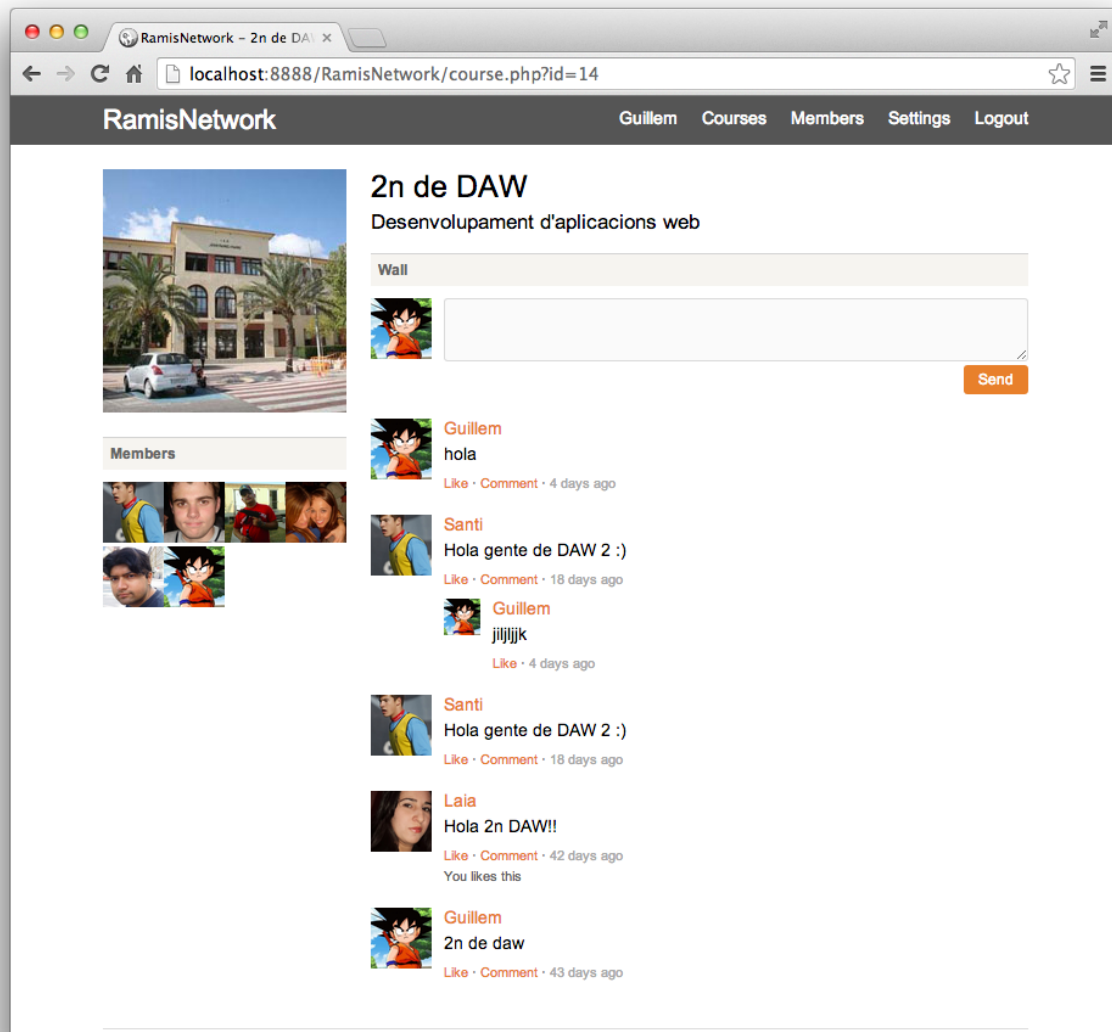 RamisNetwork – 2n de DA
localhost:8888/RamisNetwork/course.php?id=14
RamisNetwork
Guillem Courses Members Settings Logout
2n de DAW
Desenvolupament d'aplicacions web
Wall
Send
Members
Guillem
hola
Like · Comment · 4 days ago
Santi
Hola gente de DAW 2 :)
Like · Comment · 18 days ago
Guillem
jiljljjk
Like · 4 days ago
Santi
Hola gente de DAW 2 :)
Like · Comment · 18 days ago
Laia
Hola 2n DAW!!
Like · Comment · 42 days ago
You likes this
Guillem
2n de daw
Like · Comment · 43 days ago